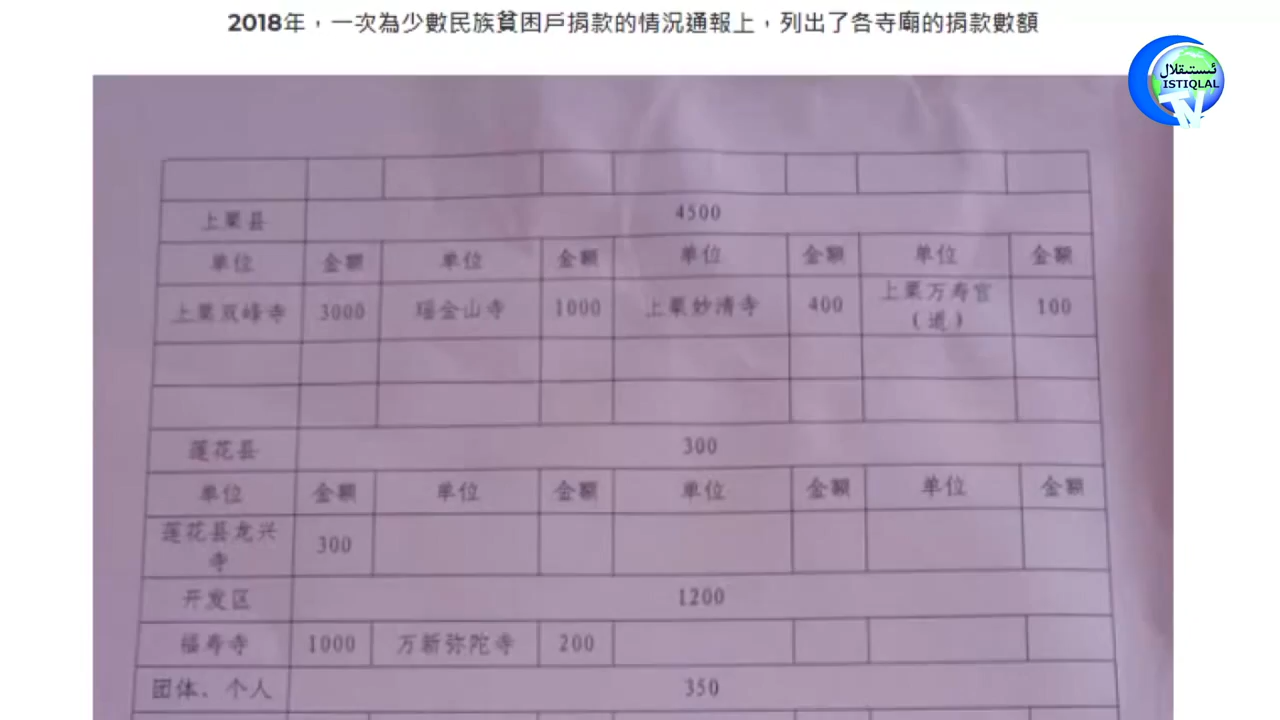 2018年，一次為少數民族貧困戶捐款的情況通報上，列出了各寺廟的捐款數額
ئىستىقلال
ISTIQLAL
TV
上栗县 4500
单位 金额 单位 金额 单位 金额 单位 金额
上栗双峰寺 3000 瑶金山寺 1000 上栗妙清寺 400 上栗万寿宫（道） 100
莲花县 300
单位 金额 单位 金额 单位 金额 单位 金额
莲花县龙兴寺 300
开发区 1200
福寿寺 1000 万新弥陀寺 200
团体、个人 350